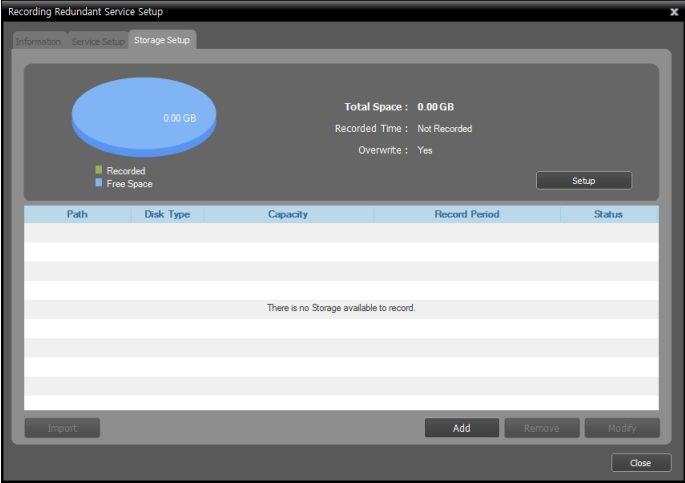 Recording Redundant Service Setup
x
Information Service Setup Storage Setup
0.00 GB
Total Space : 0.00 GB
Recorded Time : Not Recorded
Overwrite : Yes
Recorded
Free Space
Setup
Path Disk Type Capacity Record Period Status
There is no Storage available to record.
Import Add Remove Modify
Close